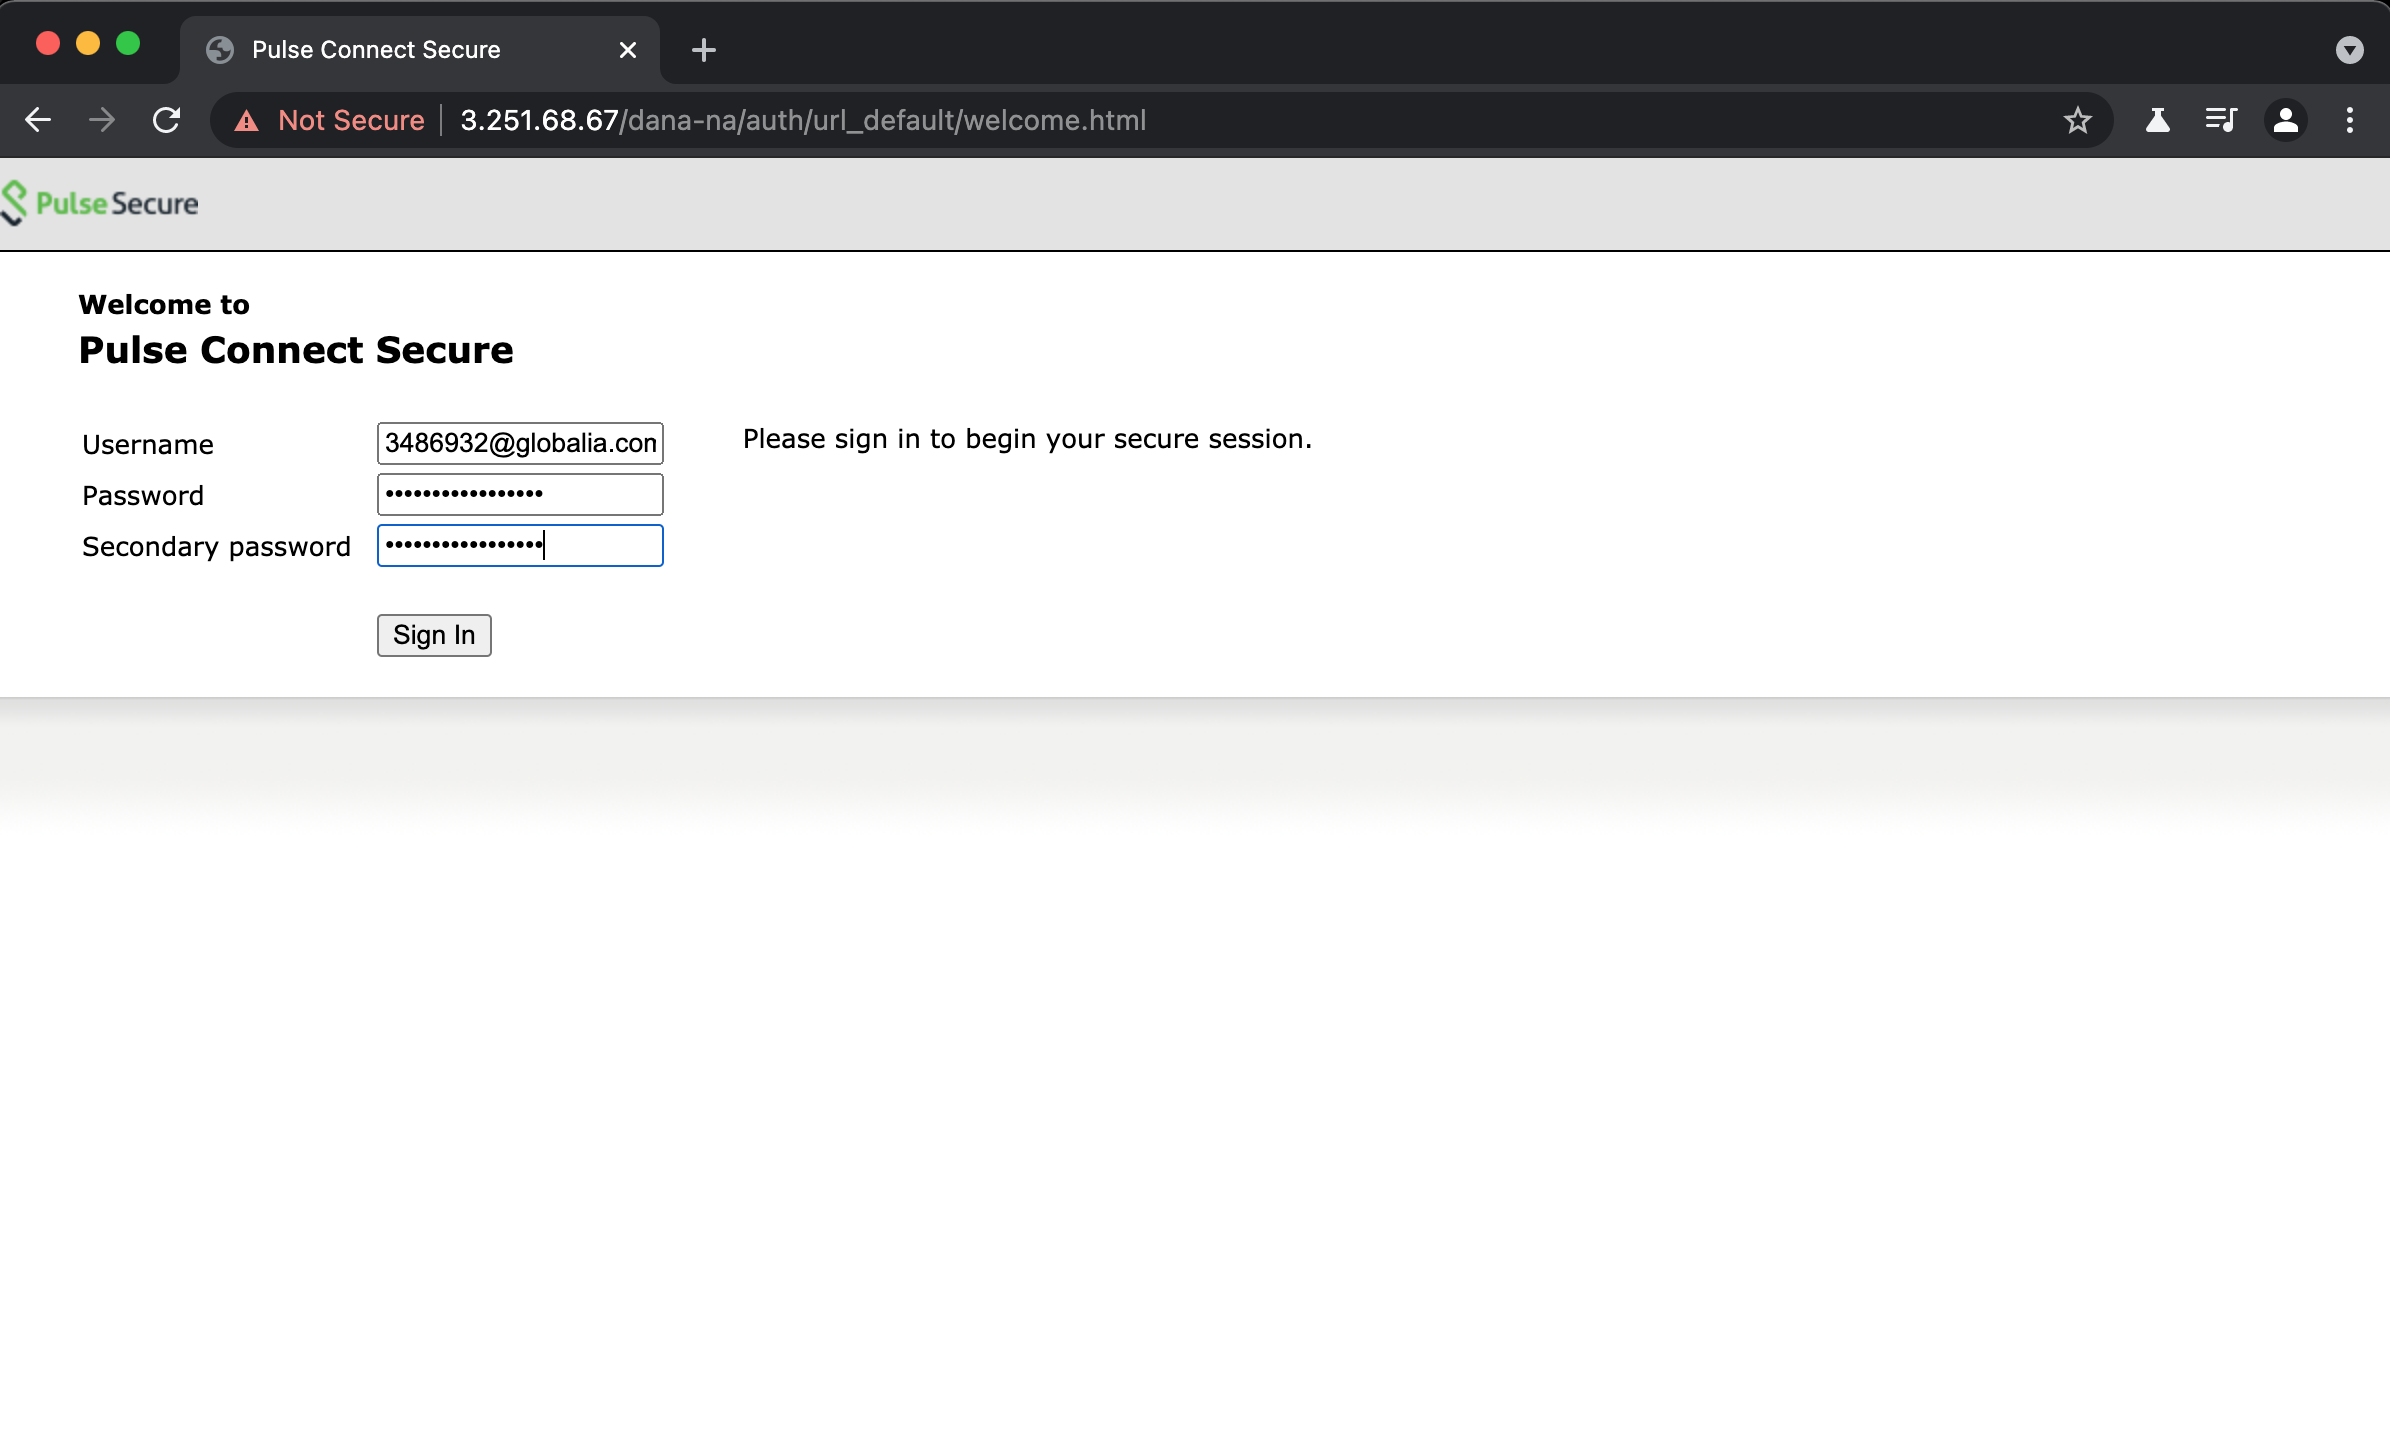 Pulse Connect Secure
Not Secure
3.251.68.67/dana-na/auth/url_default/welcome.html
Pulse Secure
Welcome to
Pulse Connect Secure
Username
3486932@globalia.com
Please sign in to begin your secure session.
Password
•••••••••••••••••
Secondary password
•••••••••••••••••
Sign In